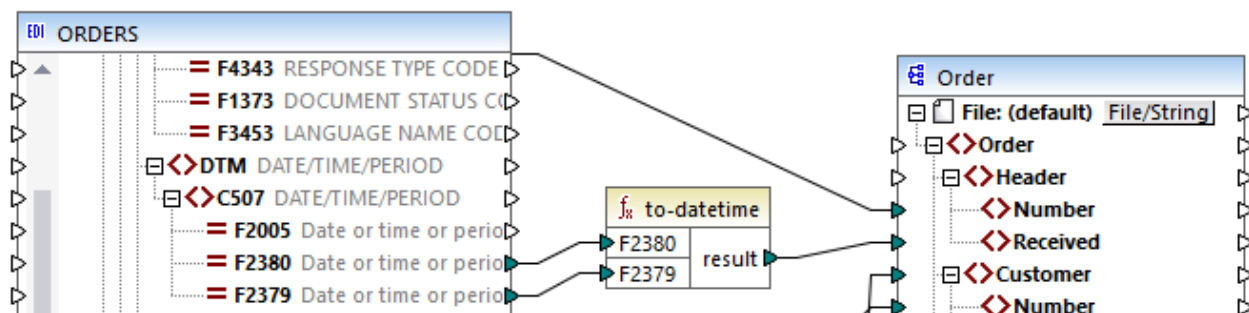 EDI ORDERS
= F4343 RESPONSE TYPE CODE
= F1373 DOCUMENT STATUS CO
= F3453 LANGUAGE NAME COD
<>DTM DATE/TIME/PERIOD
<>C507 DATE/TIME/PERIOD
= F2005 Date or time or perio
= F2380 Date or time or perio
= F2379 Date or time or perio
fx to-datetime
F2380
F2379
result
Order
File: (default) File/String
<>Order
<>Header
<>Number
<>Received
<>Customer
<>Number